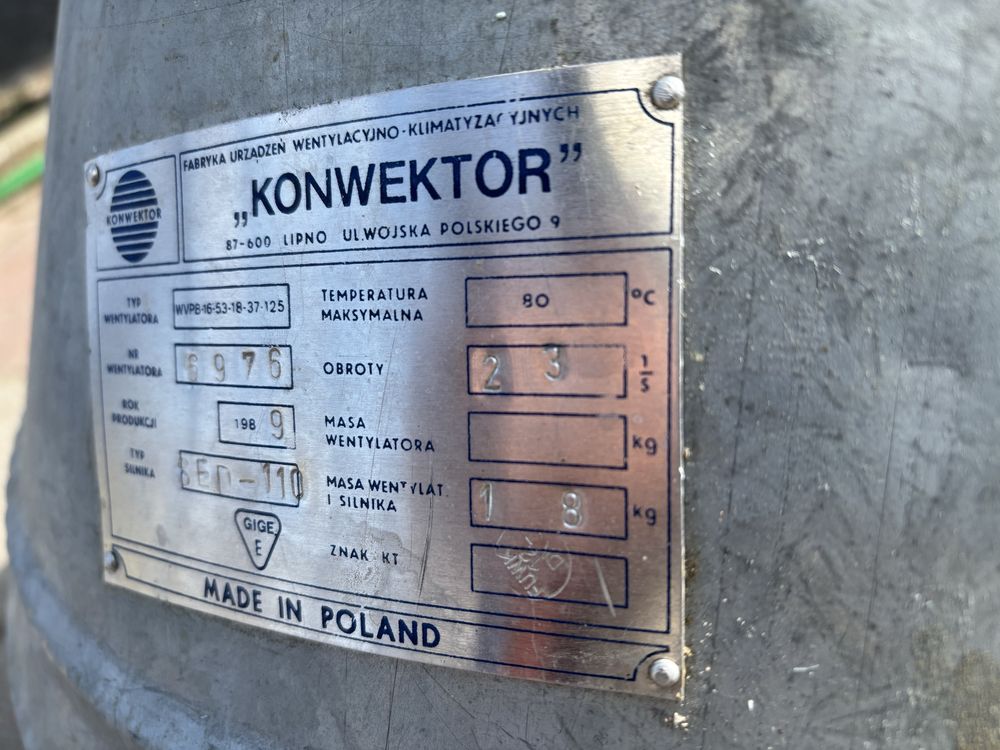 FABRYKA URZĄDZEŃ WENTYLACYJNO-KLIMATYZACYJNYCH
KONWEKTOR
„KONWEKTOR”
87-600 LIPNO UL.WOJSKA POLSKIEGO 9
TYP WENTYLATORA WVPB-16-53-18-37-125
TEMPERATURA MAKSYMALNA 80 °C
NR WENTYLATORA 6976
OBROTY 23 1/s
ROK PRODUKCJI 1989
MASA WENTYLATORA kg
TYP SILNIKA -110
MASA WENTYLAT. I SILNIKA 18 kg
GIGE E
ZNAK KT
MADE IN POLAND